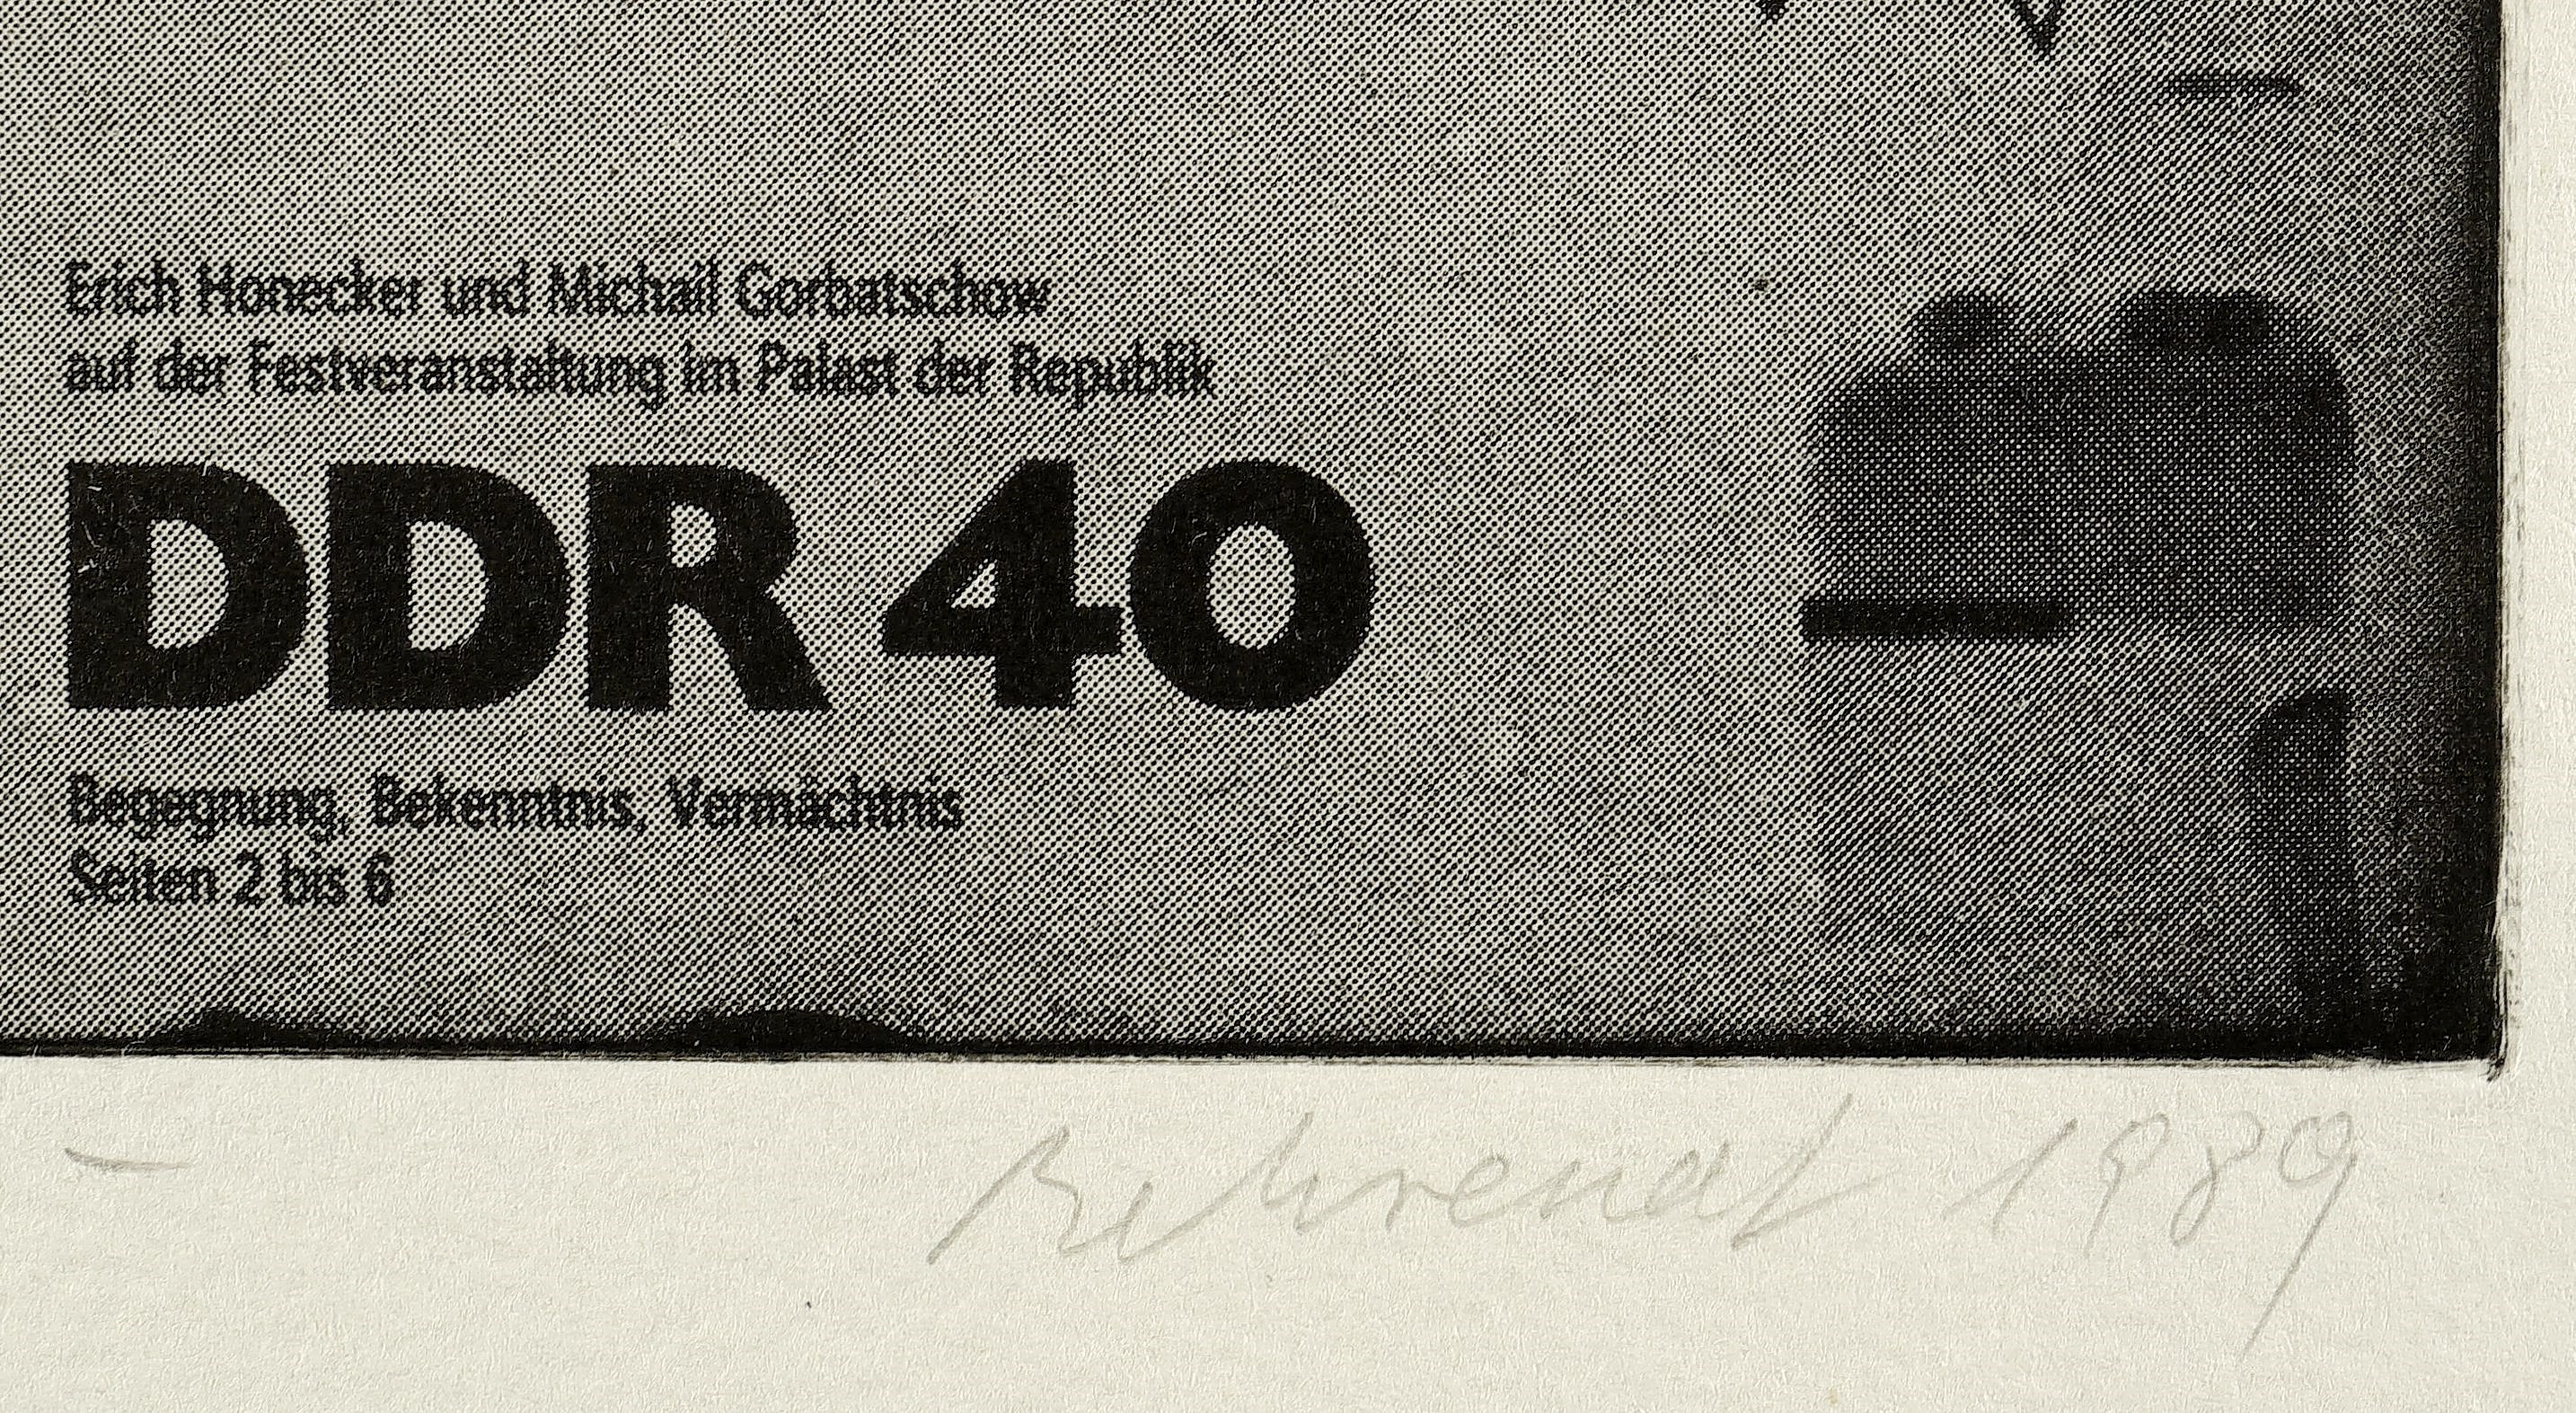 Erich Honecker und Michail Gorbatschow
auf der Festveranstaltung im Palast der Republik
DDR 40
Begegnung, Bekenntnis, Vermächtnis
Seiten 2 bis 6
Behrendt 1989